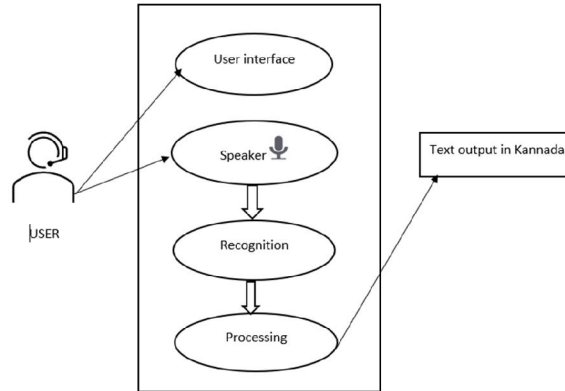 User interface
Speaker
Text output in Kannada
USER
Recognition
Processing